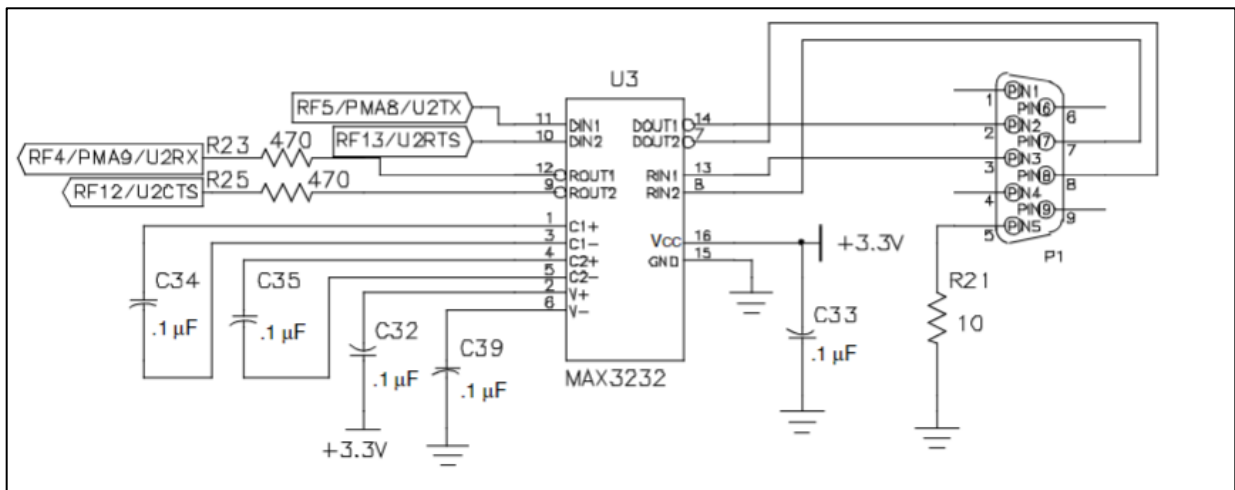 U3
RF5/PMA8/U2TX
RF13/U2RTS
R23 470
RF4/PMA9/U2RX
R25 470
RF12/U2CTS
11 DIN1
10 DIN2
12 ROUT1
9 ROUT2
1 C1+
3 C1-
4 C2+
5 C2-
2 V+
6 V-
DOUT1 14
DOUT2 7
RIN1 13
RIN2 8
VCC 16
GND 15
MAX3232
C34
.1 µF
C35
.1 µF
C32
.1 µF
+3.3V
C39
.1 µF
+3.3V
C33
.1 µF
PIN1 1
PIN6 6
PIN2 2
PIN7 7
PIN3 3
PIN8 8
PIN4 4
PIN9 9
PIN5 5
P1
R21
10